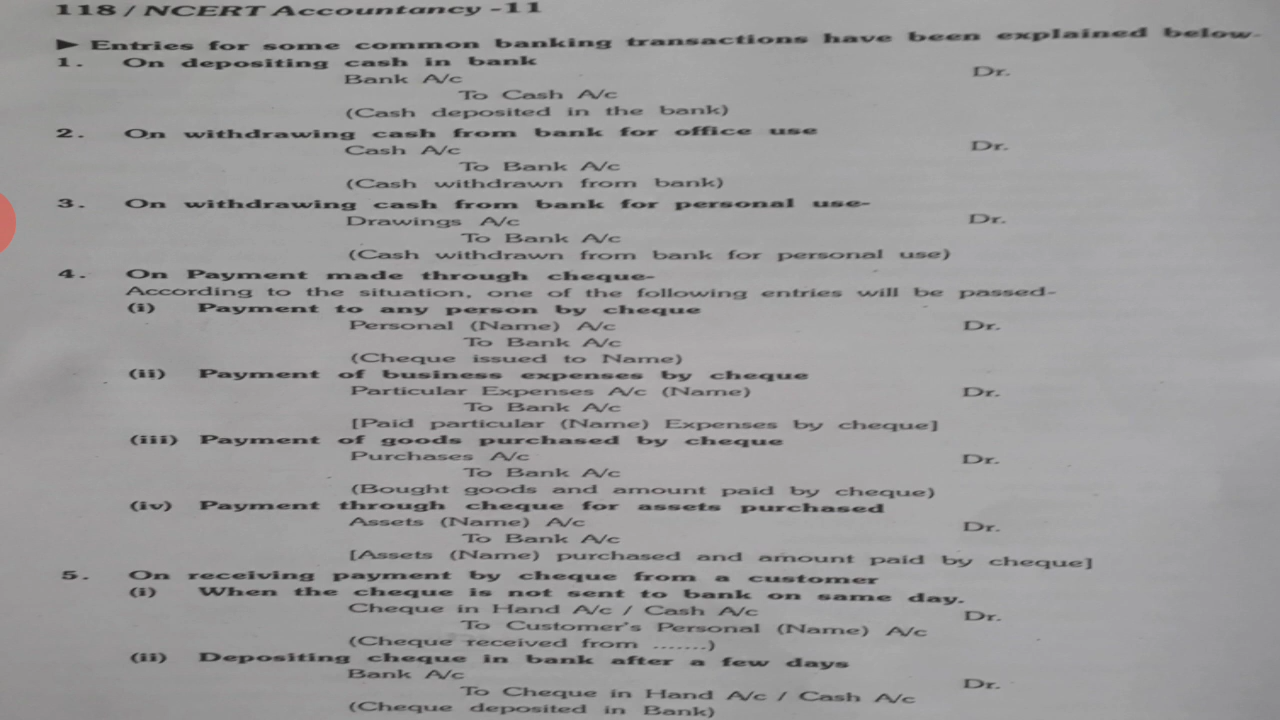 118 / NCERT Accountancy -11
► Entries for some common banking transactions have been explained below-
1. On depositing cash in bank
Bank A/c Dr.
To Cash A/c
(Cash deposited in the bank)
2. On withdrawing cash from bank for office use
Cash A/c Dr.
To Bank A/c
(Cash withdrawn from bank)
3. On withdrawing cash from bank for personal use-
Drawings A/c Dr.
To Bank A/c
(Cash withdrawn from bank for personal use)
4. On Payment made through cheque-
According to the situation, one of the following entries will be passed-
(i) Payment to any person by cheque
Personal (Name) A/c Dr.
To Bank A/c
(Cheque issued to Name)
(ii) Payment of business expenses by cheque
Particular Expenses A/c (Name) Dr.
To Bank A/c
[Paid particular (Name) Expenses by cheque]
(iii) Payment of goods purchased by cheque
Purchases A/c Dr.
To Bank A/c
(Bought goods and amount paid by cheque)
(iv) Payment through cheque for assets purchased
Assets (Name) A/c Dr.
To Bank A/c
[Assets (Name) purchased and amount paid by cheque]
5. On receiving payment by cheque from a customer
(i) When the cheque is not sent to bank on same day.
Cheque in Hand A/c / Cash A/c Dr.
To Customer's Personal (Name) A/c
(Cheque received from .......)
(ii) Depositing cheque in bank after a few days
Bank A/c Dr.
To Cheque in Hand A/c / Cash A/c
(Cheque deposited in Bank)